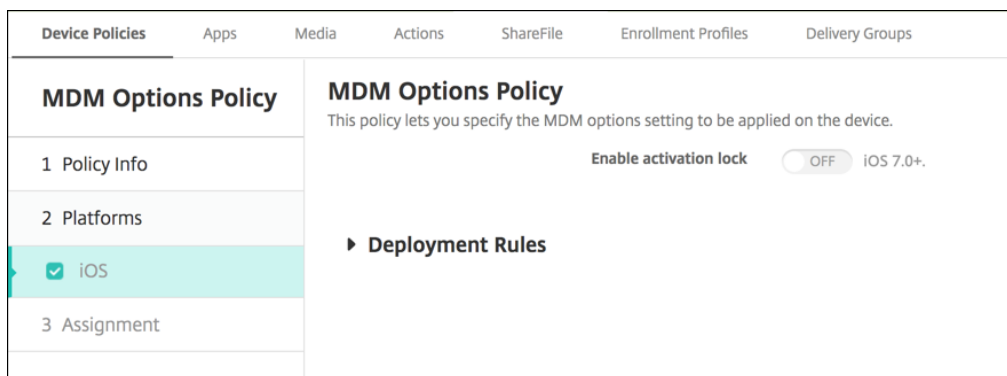 Device Policies Apps Media Actions ShareFile Enrollment Profiles Delivery Groups
MDM Options Policy
1 Policy Info
2 Platforms
iOS
3 Assignment
MDM Options Policy
This policy lets you specify the MDM options setting to be applied on the device.
Enable activation lock OFF iOS 7.0+.
Deployment Rules